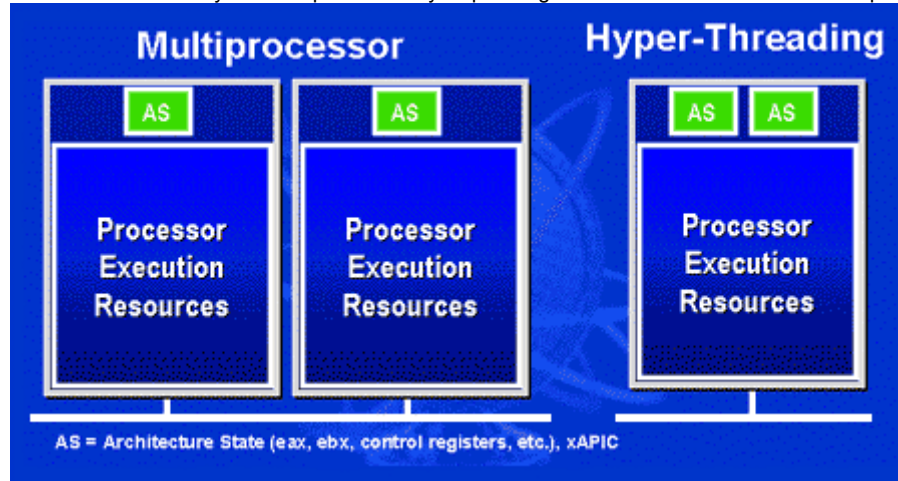 Multiprocessor
Hyper-Threading
AS
AS
AS AS
Processor
Execution
Resources
Processor
Execution
Resources
Processor
Execution
Resources
AS = Architecture State (eax, ebx, control registers, etc.), xAPIC